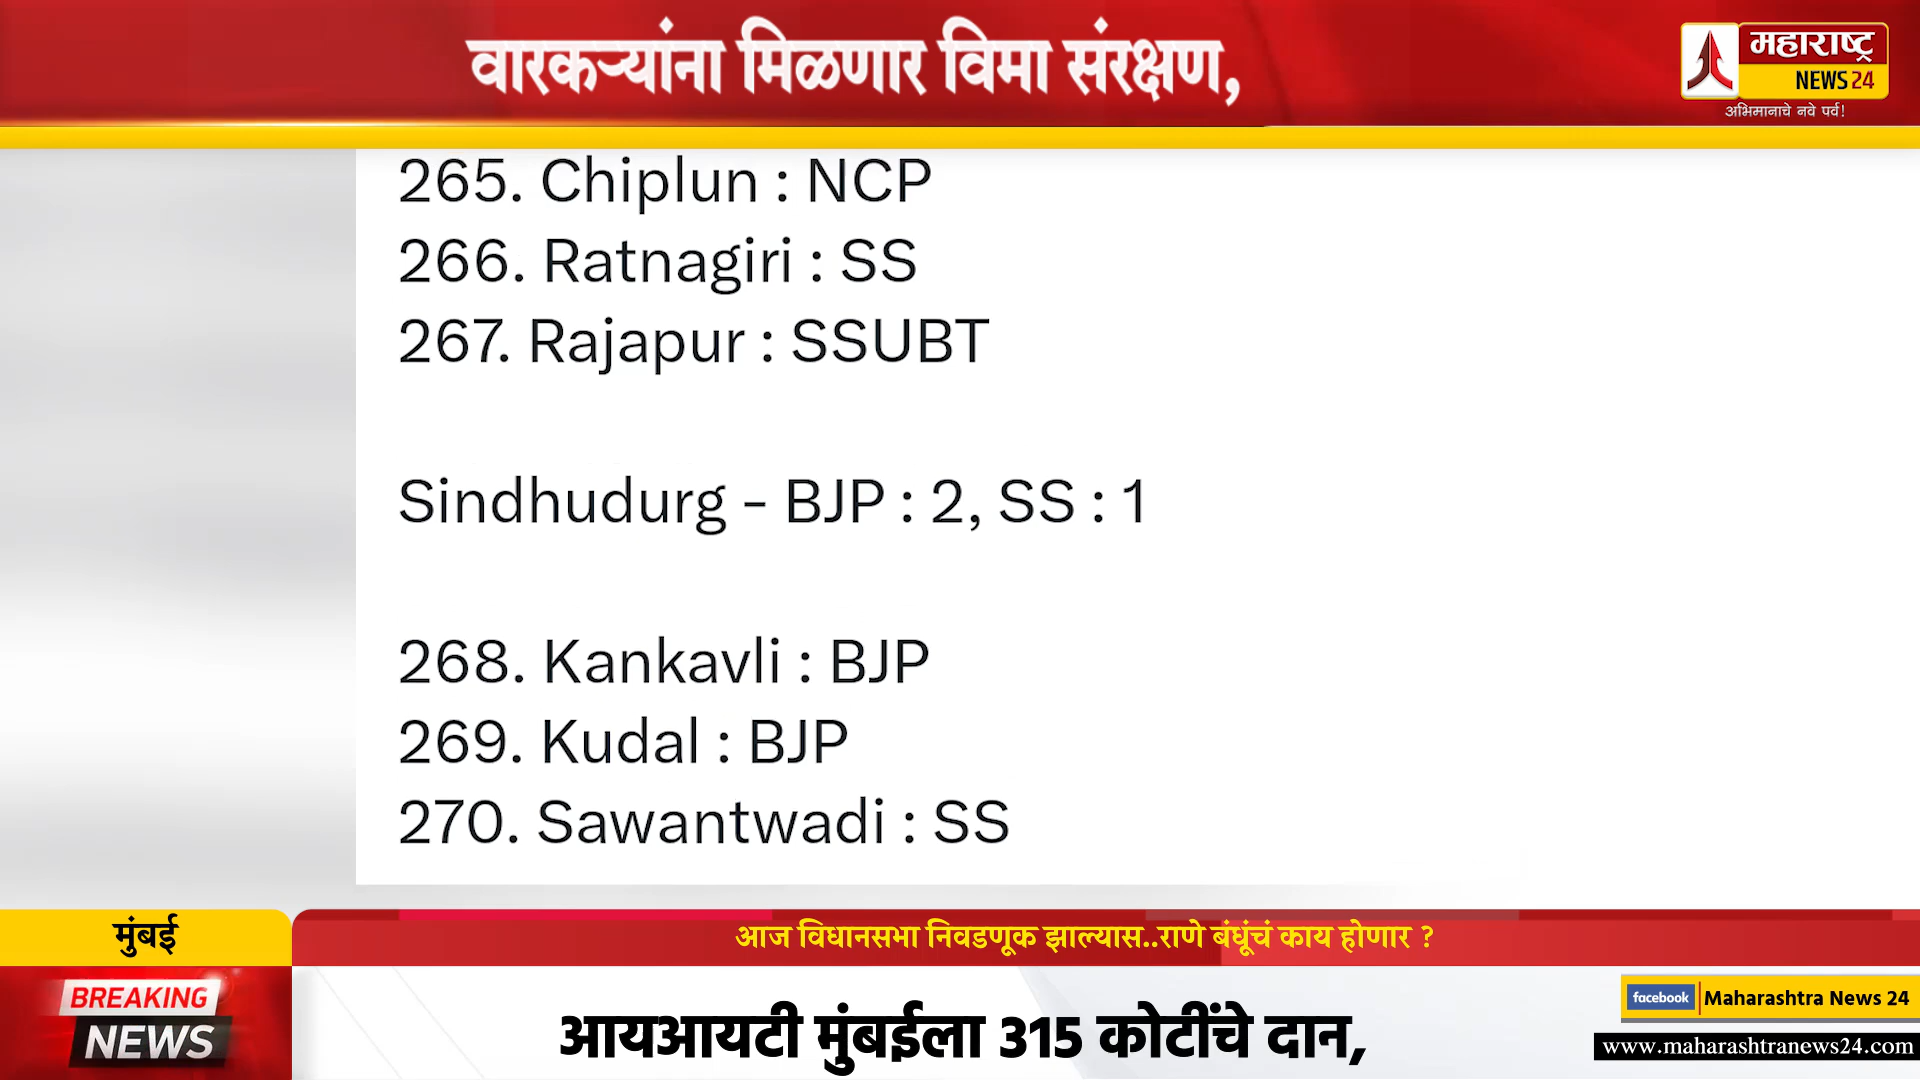 वारकऱ्यांना मिळणार विमा संरक्षण,
महाराष्ट्र
NEWS 24
अभिमानाचे नवे पर्व!
265. Chiplun : NCP
266. Ratnagiri : SS
267. Rajapur : SSUBT
Sindhudurg - BJP : 2, SS : 1
268. Kankavli : BJP
269. Kudal : BJP
270. Sawantwadi : SS
मुंबई
आज विधानसभा निवडणूक झाल्यास..राणे बंधूंचं काय होणार ?
BREAKING
NEWS
आयआयटी मुंबईला 315 कोटींचे दान,
facebook Maharashtra News 24
www.maharashtranews24.com